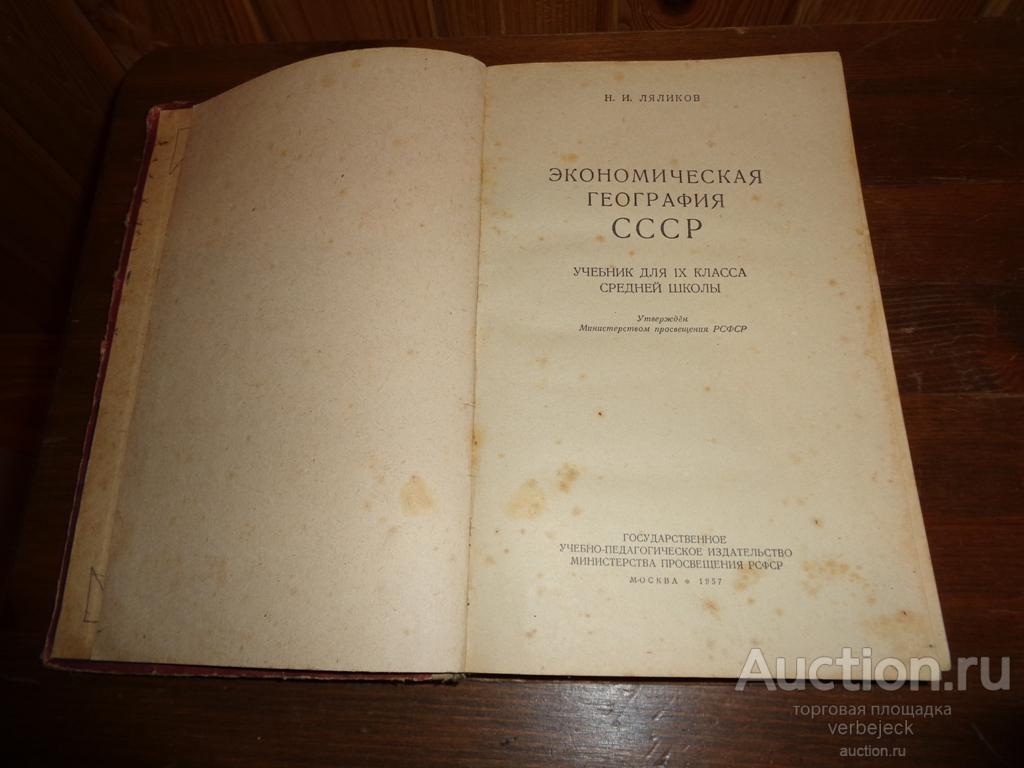 Н. И. ЛЯЛИКОВ
ЭКОНОМИЧЕСКАЯ
ГЕОГРАФИЯ
СССР
УЧЕБНИК ДЛЯ IX КЛАССА
СРЕДНЕЙ ШКОЛЫ
Утверждён
Министерством просвещения РСФСР
ГОСУДАРСТВЕННОЕ
УЧЕБНО-ПЕДАГОГИЧЕСКОЕ ИЗДАТЕЛЬСТВО
МИНИСТЕРСТВА ПРОСВЕЩЕНИЯ РСФСР
МОСКВА * 1957
Auction.ru
торговая площадка
verbejeck
auction.ru